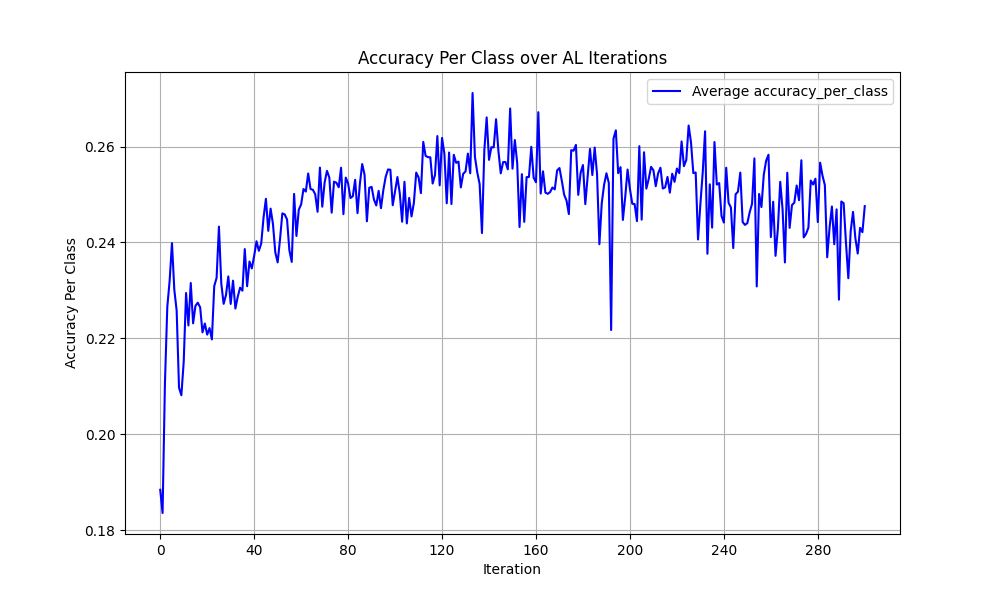 Accuracy Per Class over AL Iterations
Average accuracy_per_class
Accuracy Per Class
0.26
0.24
0.22
0.20
0.18
0 40 80 120 160 200 240 280
Iteration